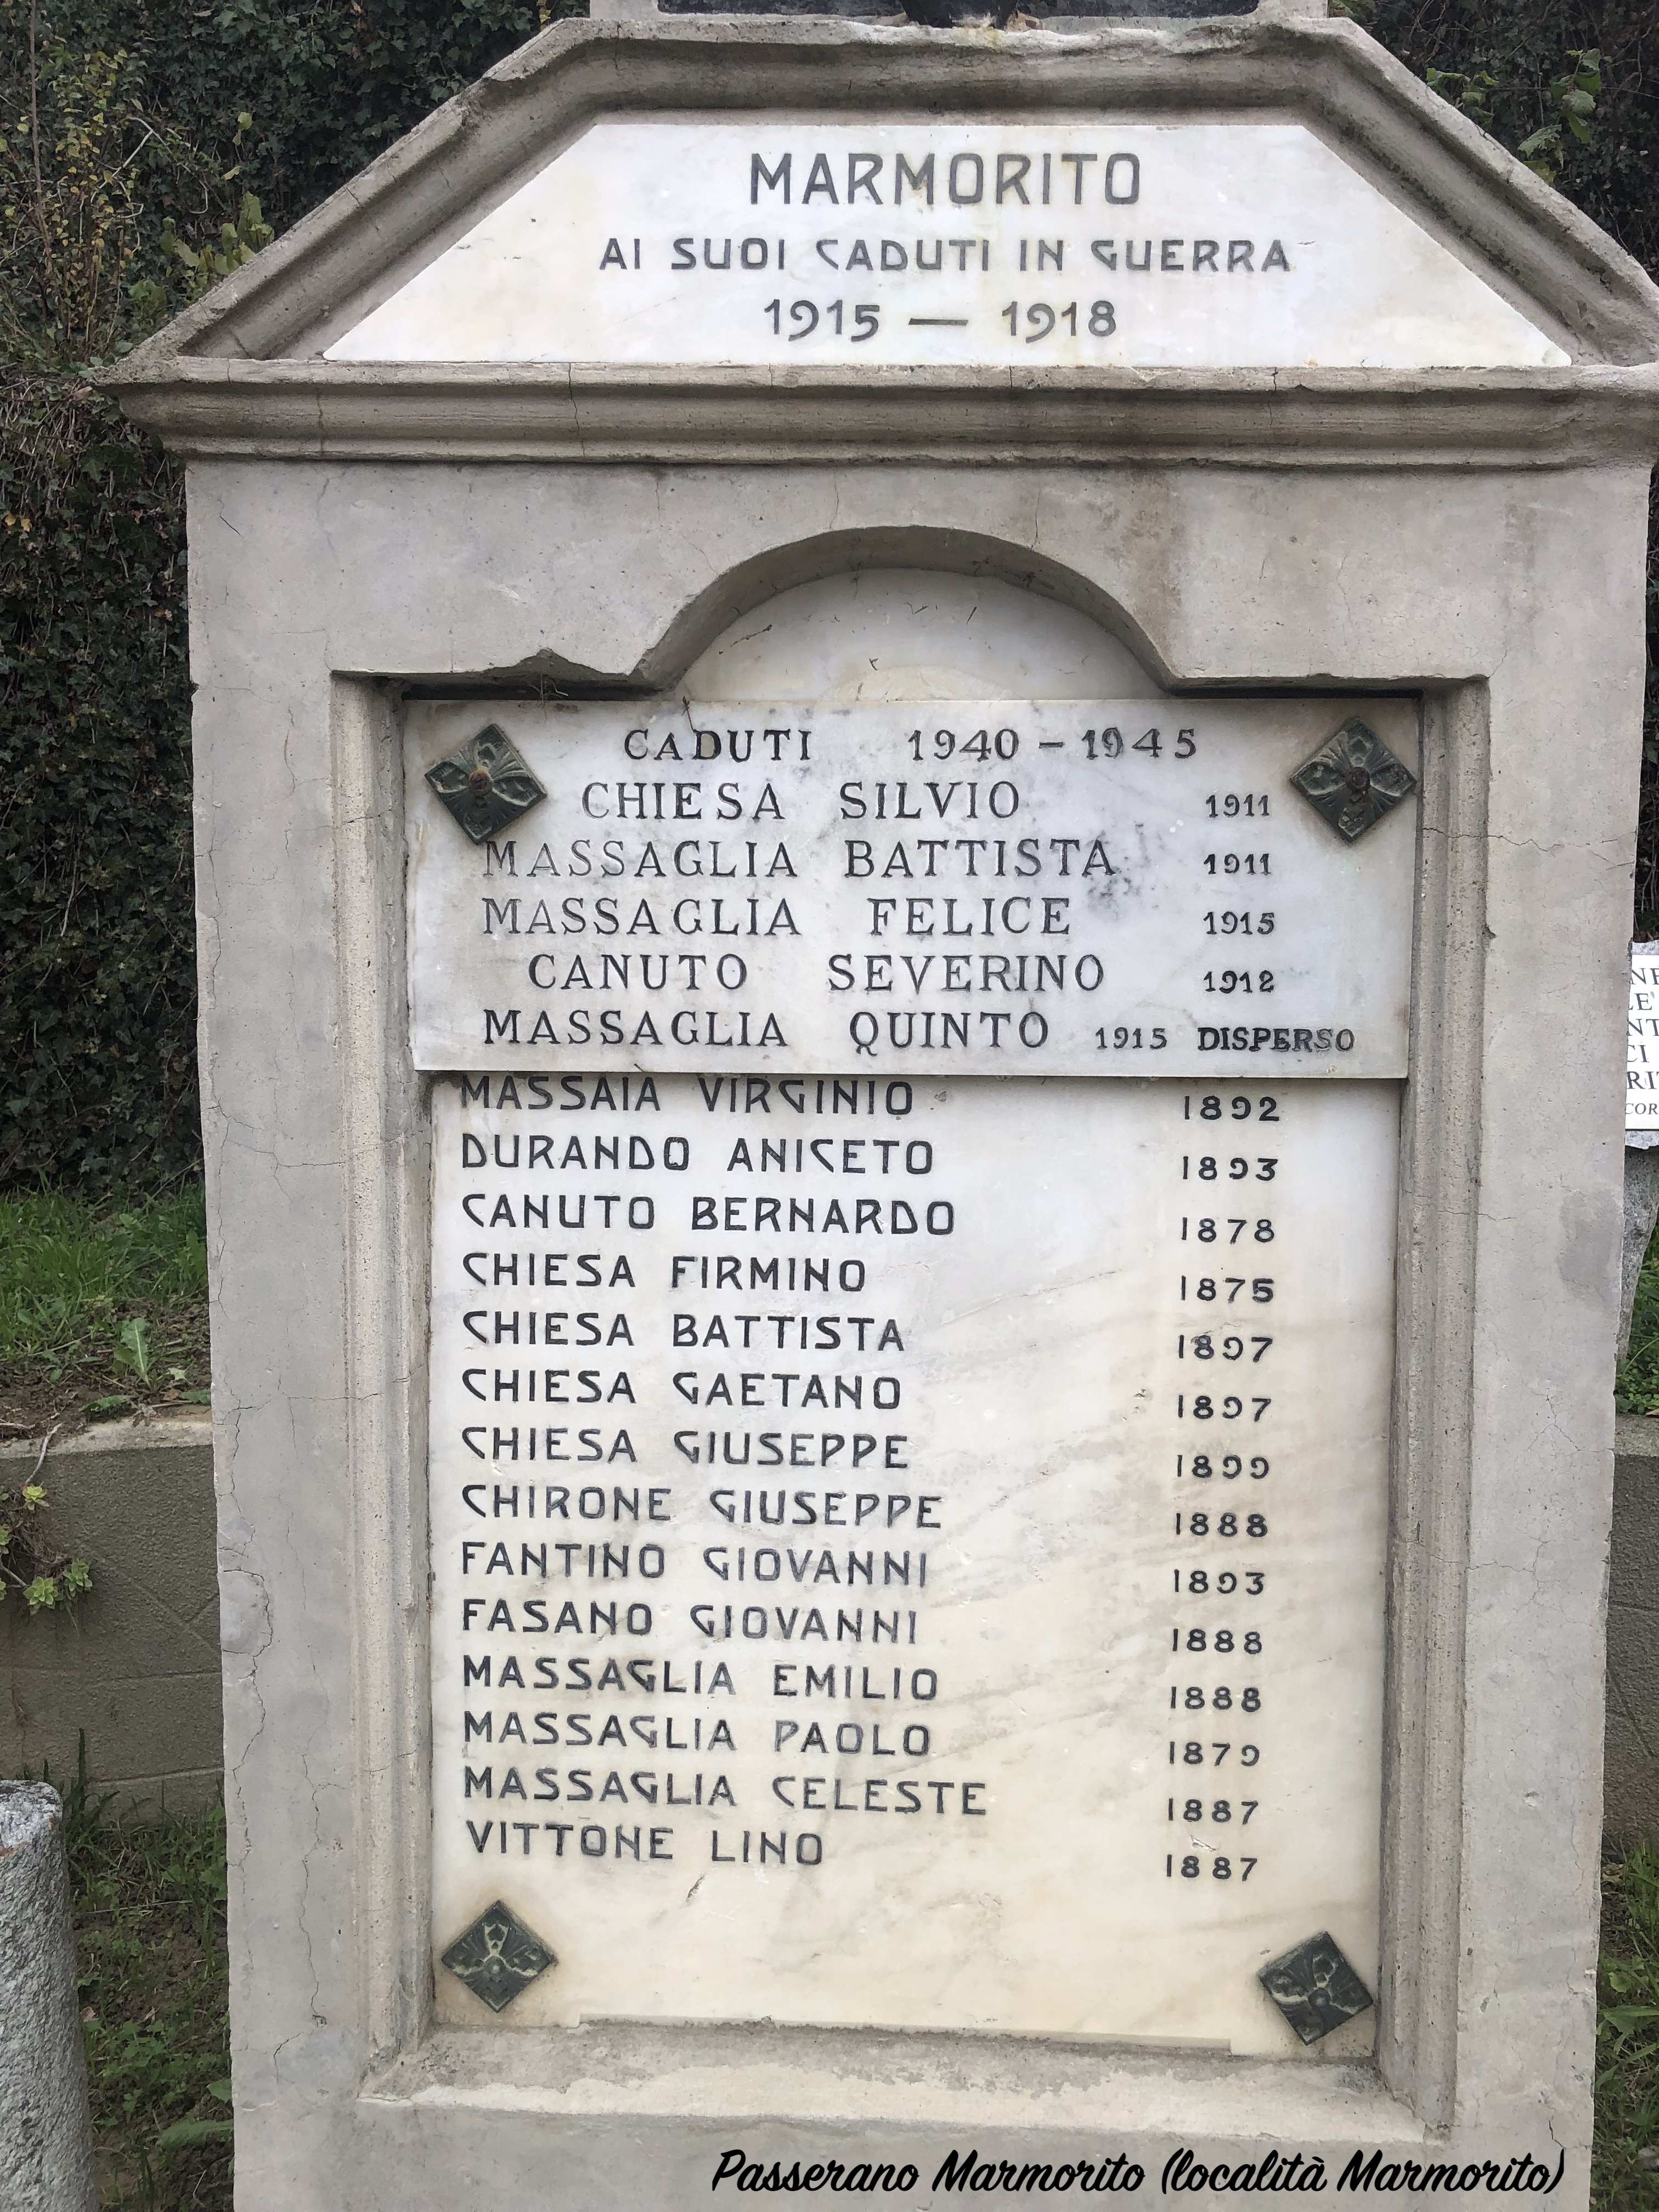 MARMORITO
AI SUOI CADUTI IN GUERRA
1915 — 1918
CADUTI 1940 - 1945
CHIESA SILVIO 1911
MASSAGLIA BATTISTA 1911
MASSAGLIA FELICE 1915
CANUTO SEVERINO 1912
MASSAGLIA QUINTO 1915 DISPERSO
MASSAIA VIRGINIO 1892
DURANDO ANICETO 1893
CANUTO BERNARDO 1878
CHIESA FIRMINO 1875
CHIESA BATTISTA 1897
CHIESA GAETANO 1897
CHIESA GIUSEPPE 1899
CHIRONE GIUSEPPE 1888
FANTINO GIOVANNI 1893
FASANO GIOVANNI 1888
MASSAGLIA EMILIO 1888
MASSAGLIA PAOLO 1879
MASSAGLIA CELESTE 1887
VITTONE LINO 1887
Passerano Marmorito (località Marmorito)